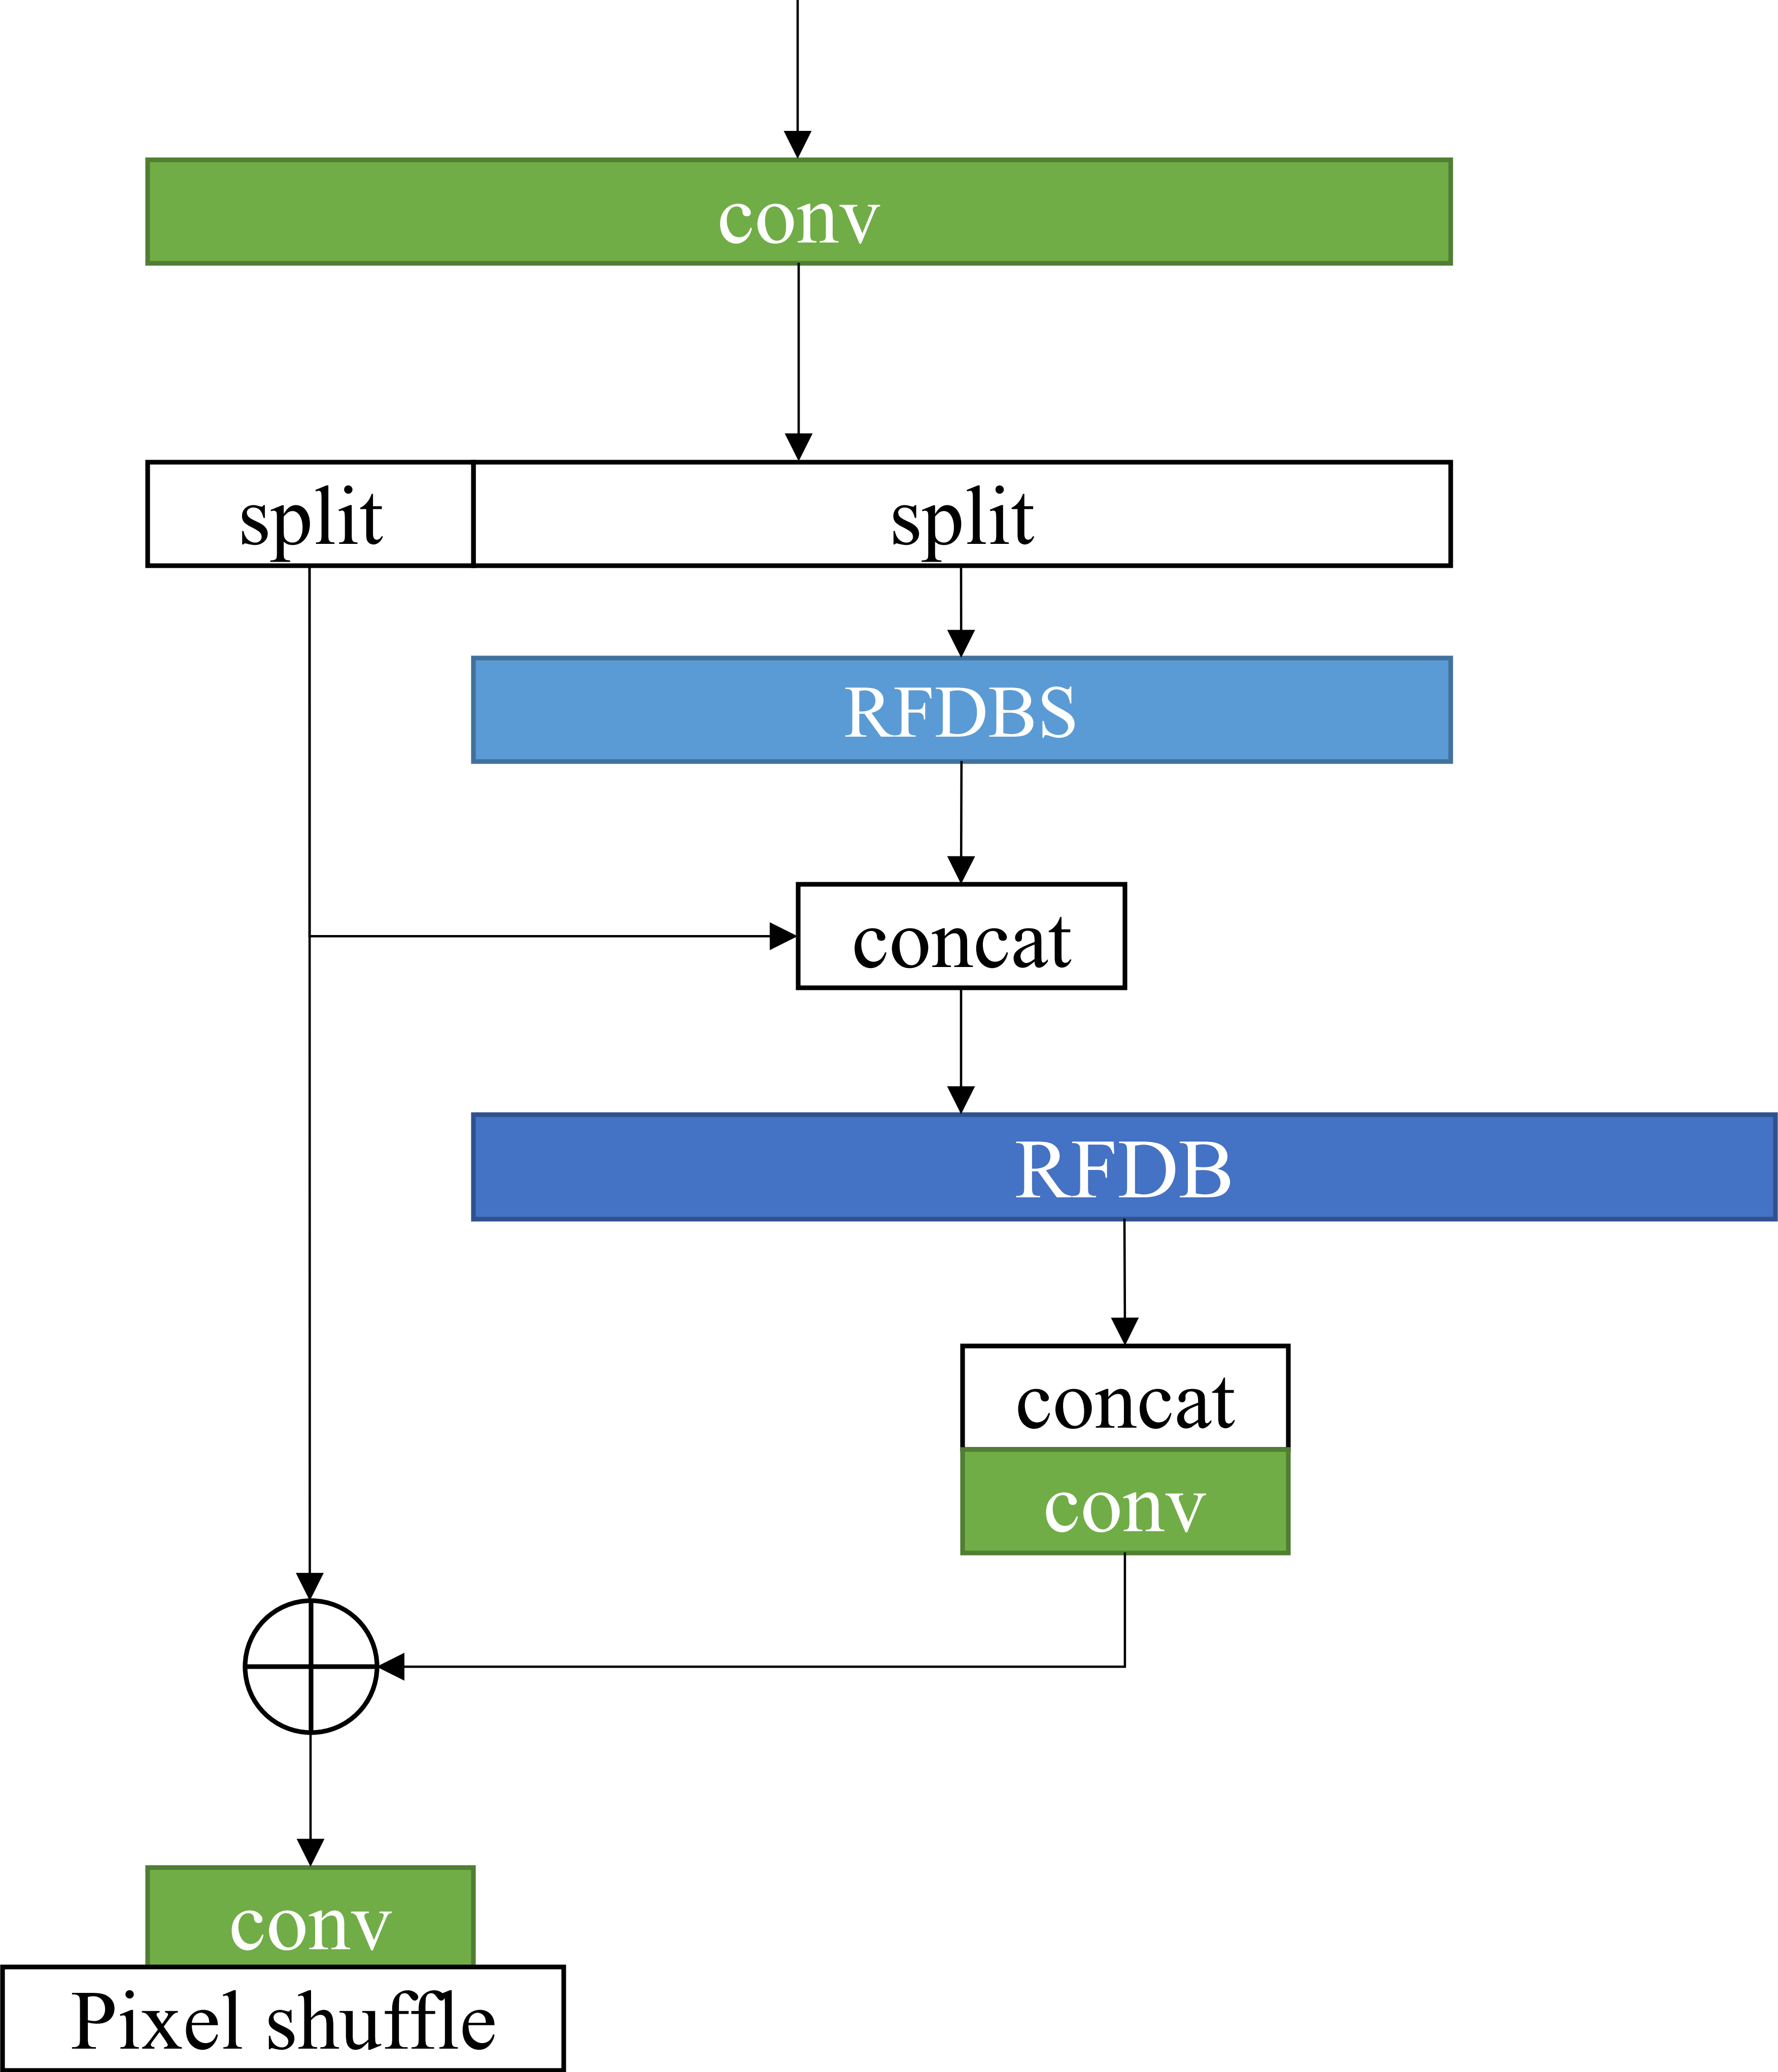 conv
split
split
RFDBS
concat
RFDB
concat
conv
conv
Pixel shuffle